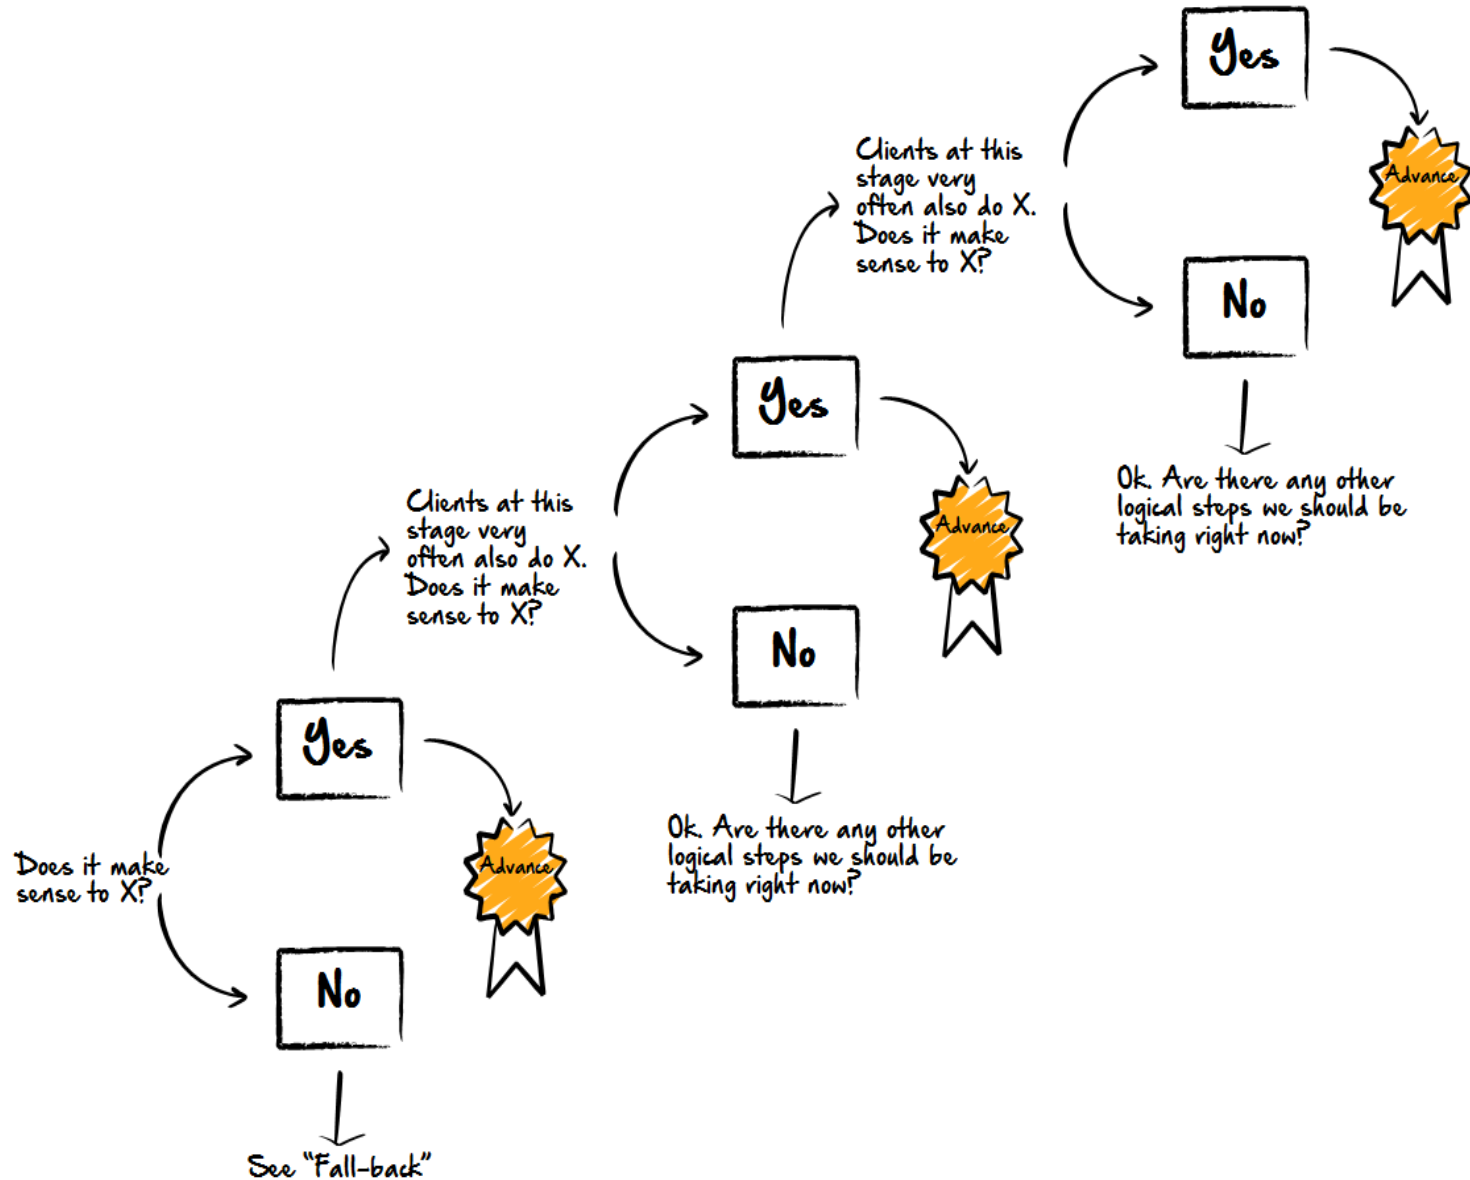 Yes
Advance
Clients at this
stage very
often also do X.
Does it make
sense to X?
No
Ok. Are there any other
logical steps we should be
taking right now?
Yes
Advance
Clients at this
stage very
often also do X.
Does it make
sense to X?
No
Ok. Are there any other
logical steps we should be
taking right now?
Yes
Advance
Does it make
sense to X?
No
See “Fall-back”